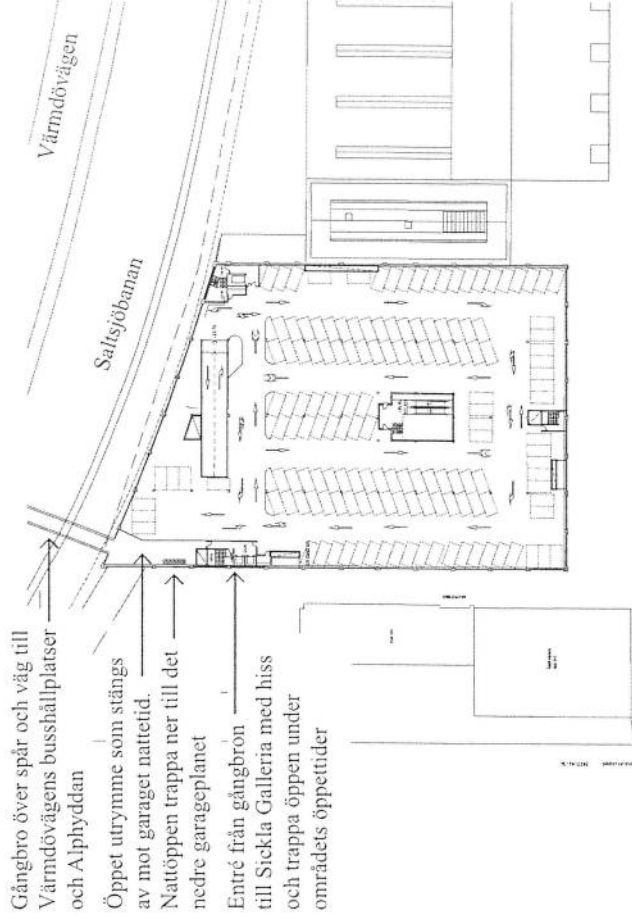 Gångbro över spår och väg till
Värmdövägens busshållplatser
och Alphyddan
Öppet utrymme som stängs
av mot garaget nattetid.
Nattöppen trappa ner till det
nedre garageplanet
Entré från gångbron
till Sickla Galleria med hiss
och trappa öppen under
områdets öppettider
Saltsjöbanan
Värmdövägen